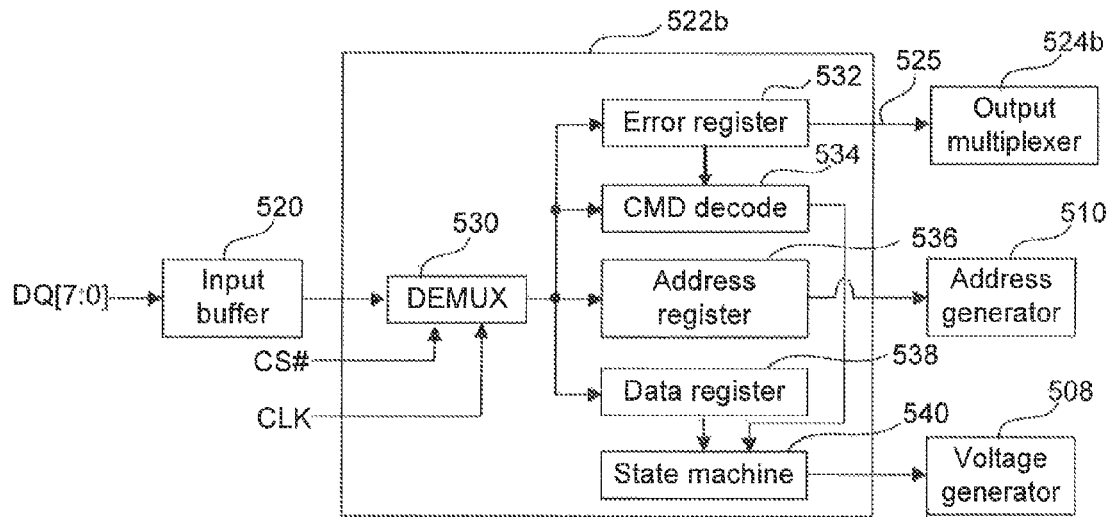 522b
532
525
524b
Error register
Output
multiplexer
534
520
530
CMD decode
536
510
DQ[7:0]
Input
buffer
DEMUX
Address
register
Address
generator
CS#
538
CLK
Data register
540
508
State machine
Voltage
generator